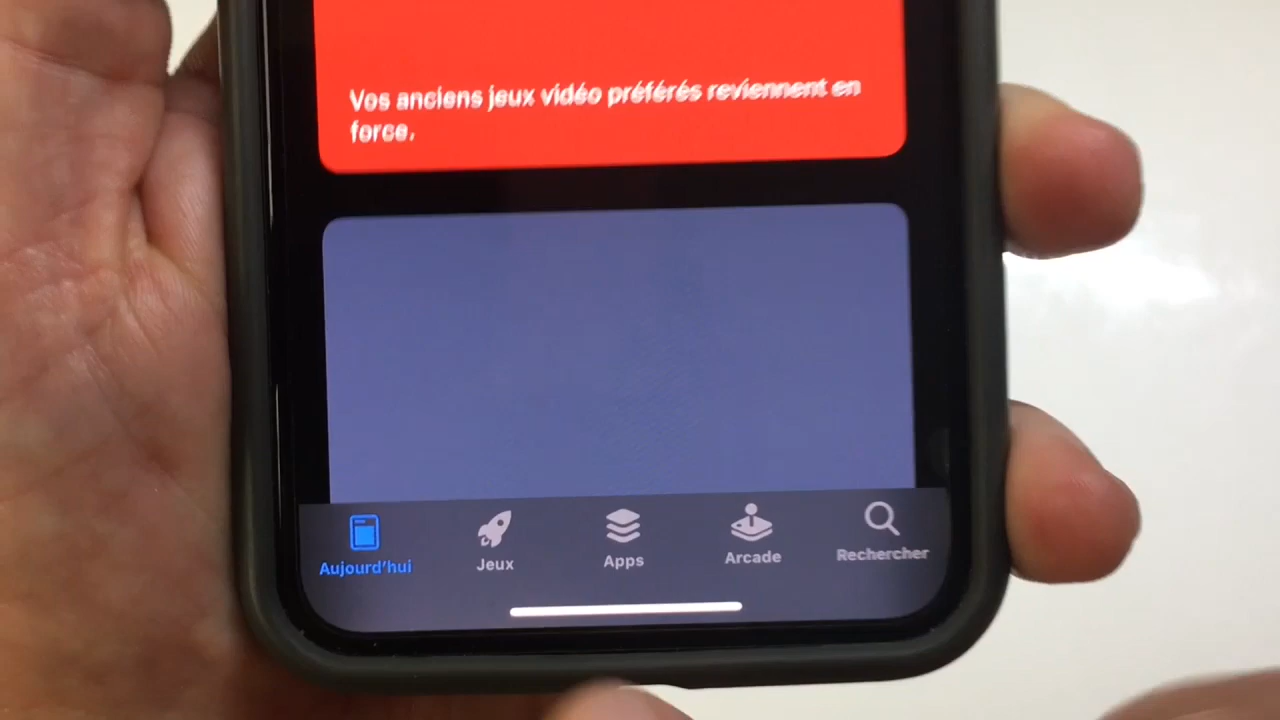 Vos anciens jeux vidéo préférés reviennent en
force.
Aujourd'hui
Jeux
Apps
Arcade
Rechercher